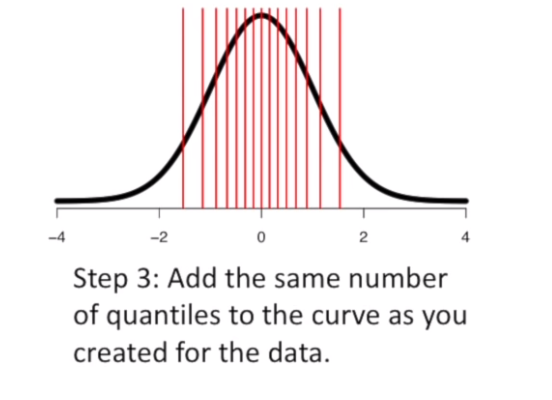 −4 −2 0 2 4
Step 3: Add the same number
of quantiles to the curve as you
created for the data.